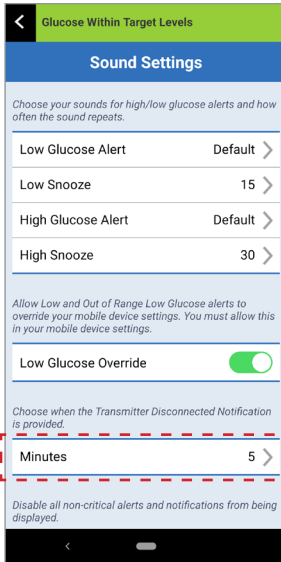 Glucose Within Target Levels
Sound Settings
Choose your sounds for high/low glucose alerts and how
often the sound repeats.
Low Glucose Alert Default
Low Snooze 15
High Glucose Alert Default
High Snooze 30
Allow Low and Out of Range Low Glucose alerts to
override your mobile device settings. You must allow this
in your mobile device settings.
Low Glucose Override
Choose when the Transmitter Disconnected Notification
is provided.
Minutes 5
Disable all non-critical alerts and notifications from being
displayed.